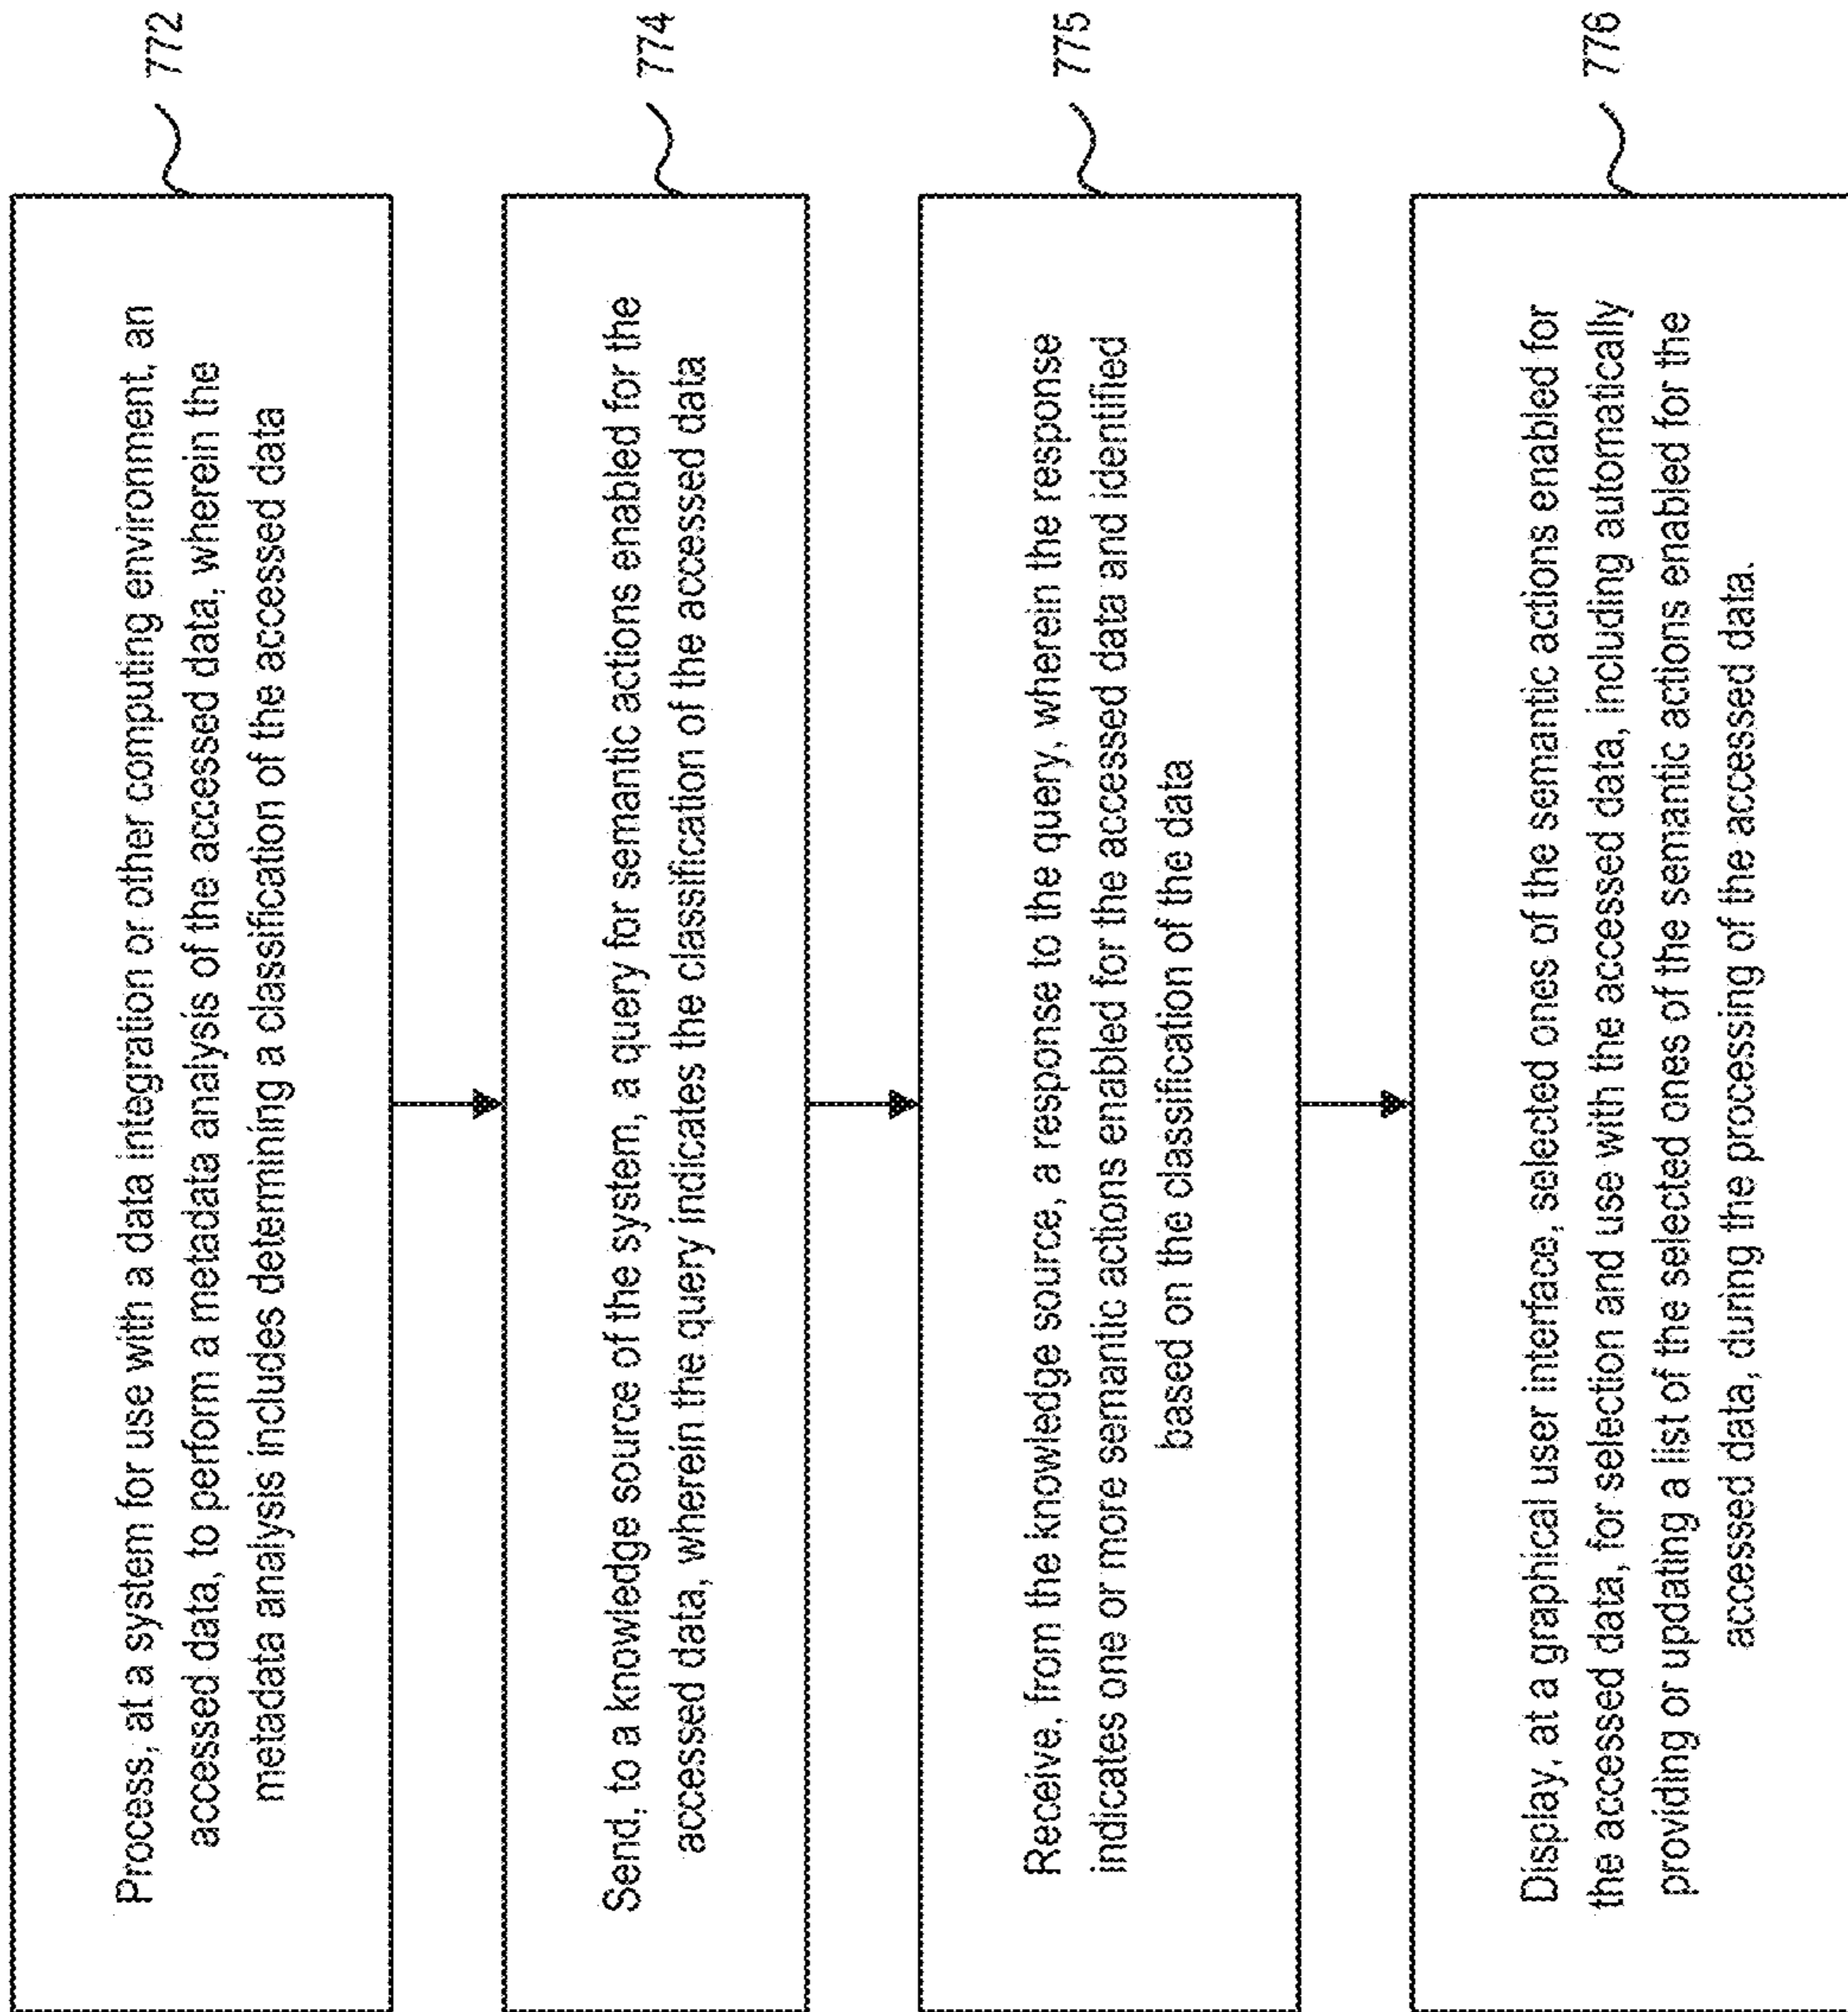 Process, at a system for use with a data integration or other computing environment, an
accessed data, to perform a metadata analysis of the accessed data, wherein the
metadata analysis includes determining a classification of the accessed data
772
Send, to a knowledge source of the system, a query for semantic actions enabled for the
accessed data, wherein the query indicates the classification of the accessed data
774
Receive, from the knowledge source, a response to the query, wherein the response
indicates one or more semantic actions enabled for the accessed data and identified
based on the classification of the data
775
Display, at a graphical user interface, selected ones of the semantic actions enabled for
the accessed data, for selection and use with the accessed data, including automatically
providing or updating a list of the selected ones of the semantic actions enabled for the
accessed data, during the processing of the accessed data.
776